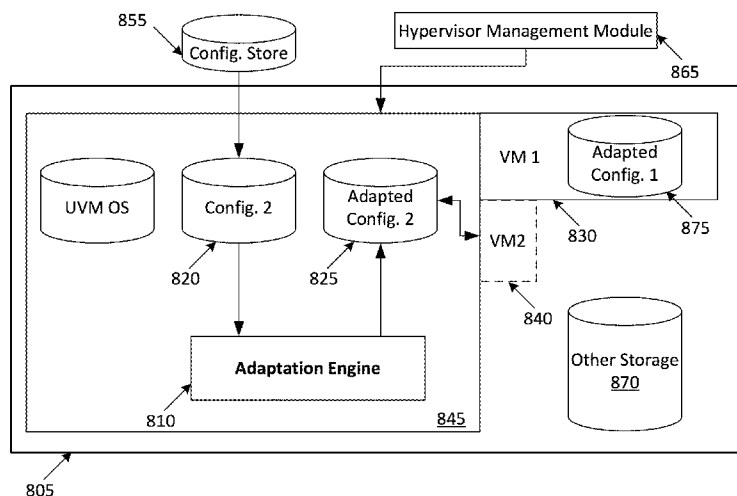 855
Config. Store
Hypervisor Management Module
865
UVM OS
Config. 2
820
Adapted
Config. 2
825
VM 1
Adapted
Config. 1
830
875
VM2
840
Adaptation Engine
810
845
Other Storage
870
805